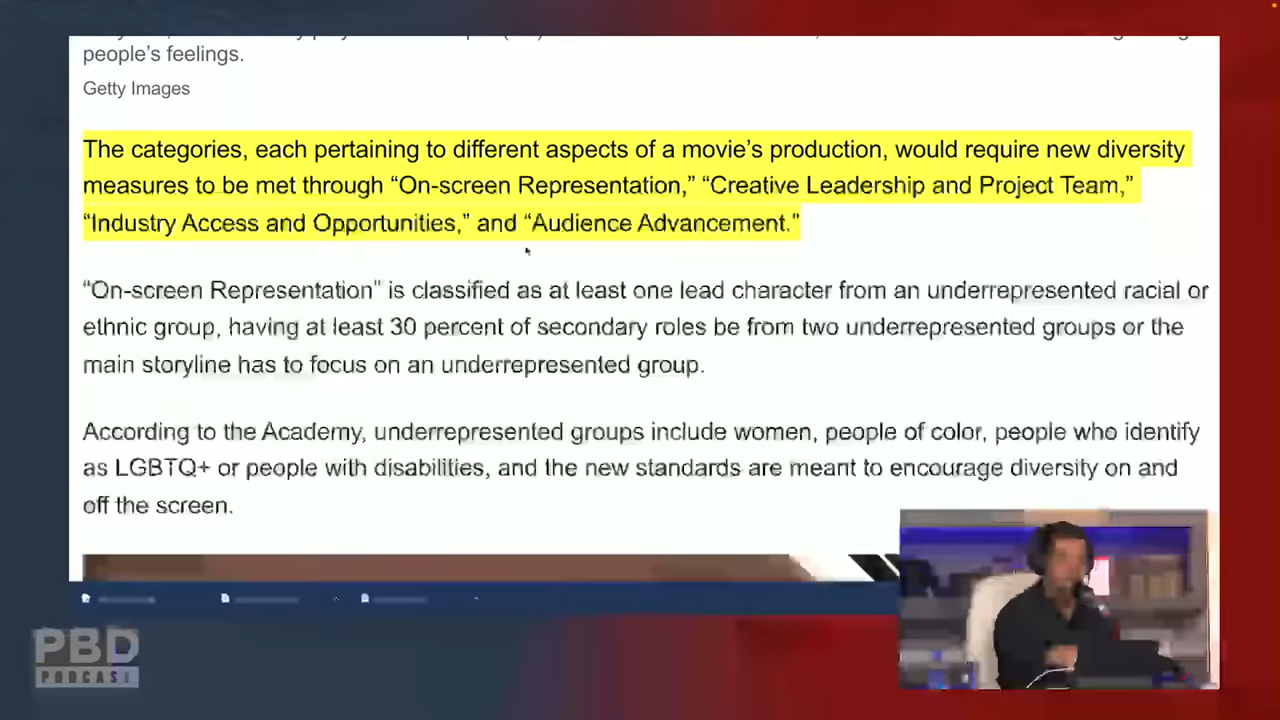 people's feelings.
Getty Images
The categories, each pertaining to different aspects of a movie's production, would require new diversity
measures to be met through “On-screen Representation,” “Creative Leadership and Project Team,”
“Industry Access and Opportunities,” and “Audience Advancement.”
“On-screen Representation” is classified as at least one lead character from an underrepresented racial or
ethnic group, having at least 30 percent of secondary roles be from two underrepresented groups or the
main storyline has to focus on an underrepresented group.
According to the Academy, underrepresented groups include women, people of color, people who identify
as LGBTQ+ or people with disabilities, and the new standards are meant to encourage diversity on and
off the screen.
PBD
PODCAST